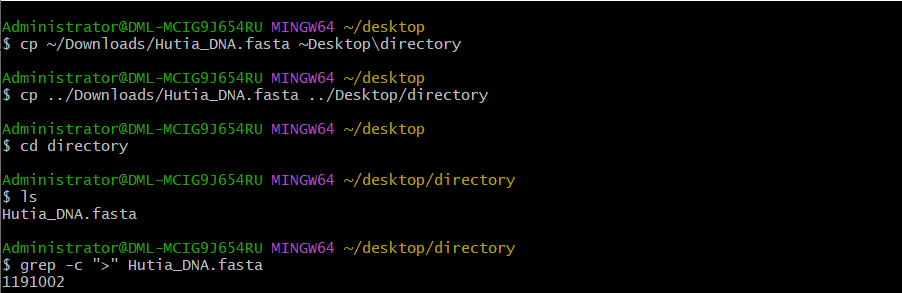 Administrator@DML-MCIG9J654RU MINGW64 ~/desktop
$ cp ~/Downloads/Hutia_DNA.fasta ~Desktop\directory
Administrator@DML-MCIG9J654RU MINGW64 ~/desktop
$ cp ../Downloads/Hutia_DNA.fasta ../Desktop/directory
Administrator@DML-MCIG9J654RU MINGW64 ~/desktop
$ cd directory
Administrator@DML-MCIG9J654RU MINGW64 ~/desktop/directory
$ ls
Hutia_DNA.fasta
Administrator@DML-MCIG9J654RU MINGW64 ~/desktop/directory
$ grep -c ">" Hutia_DNA.fasta
1191002